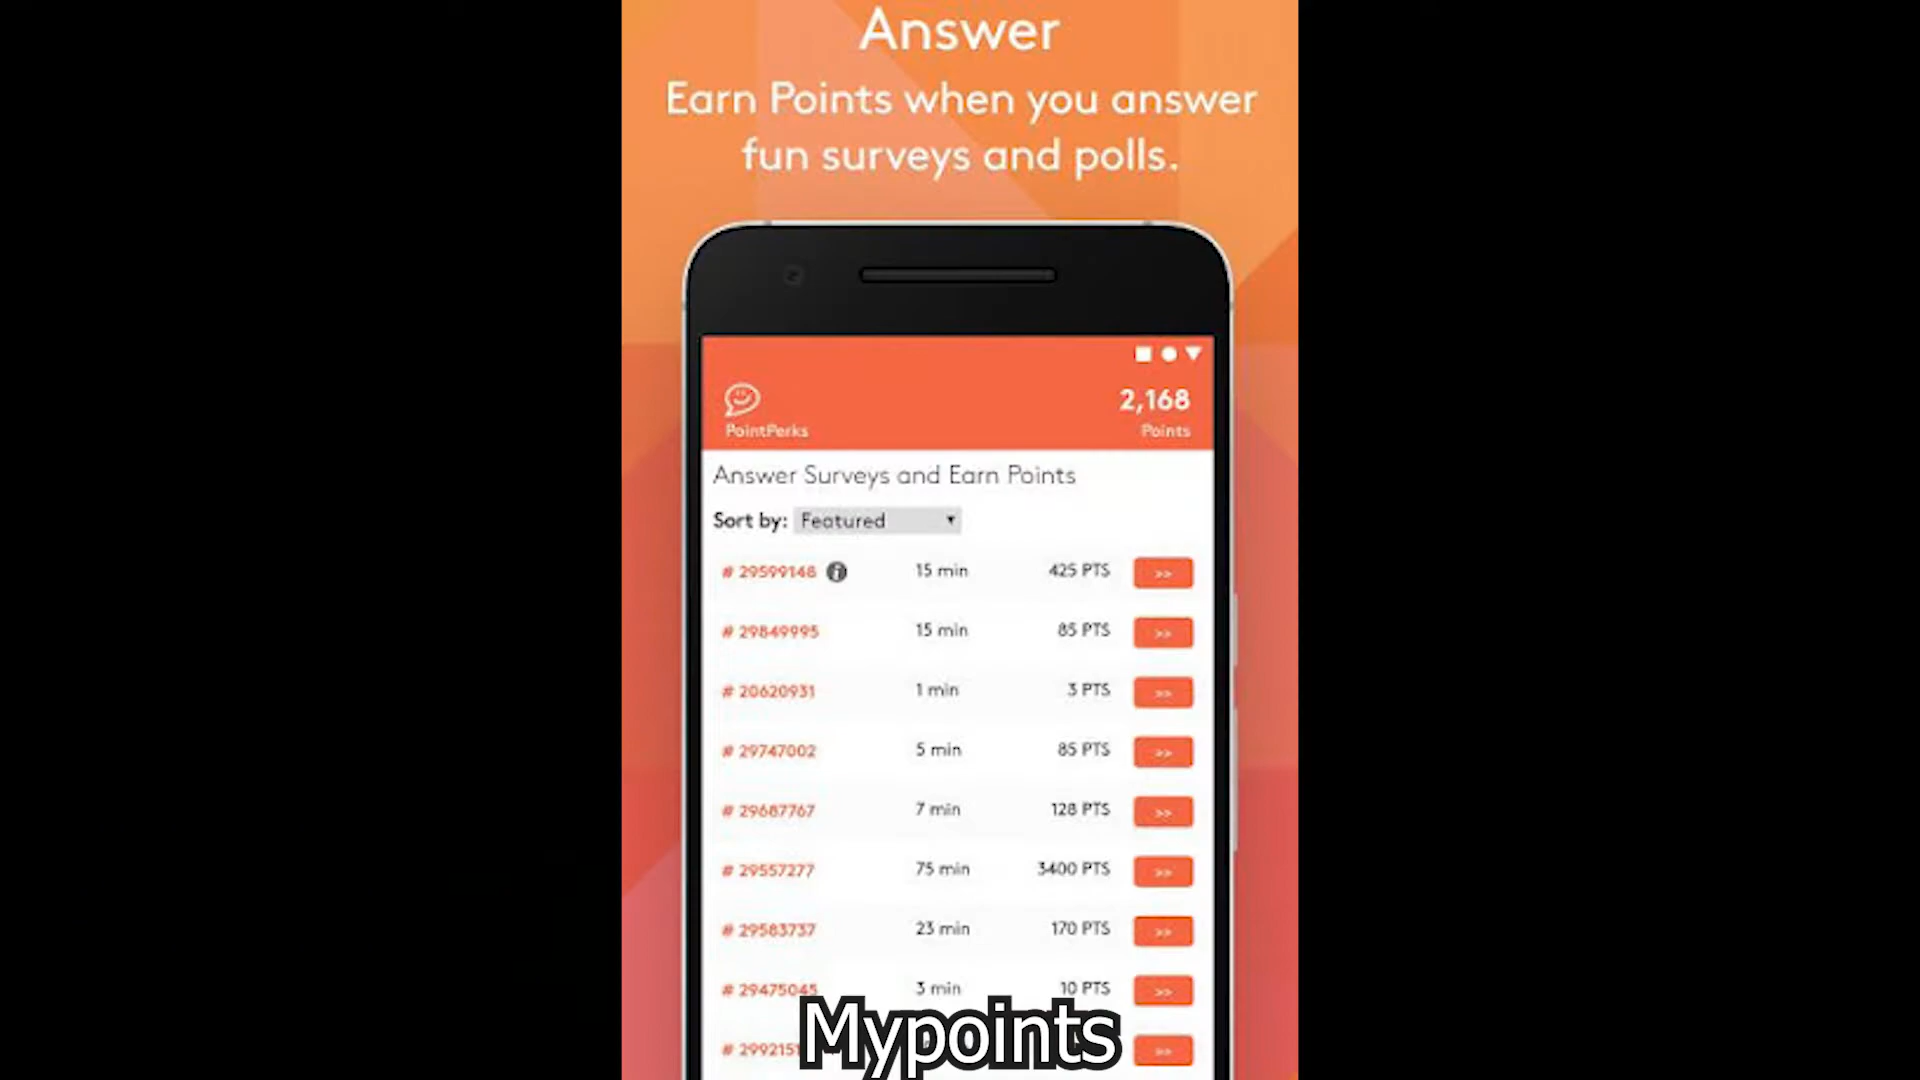 Answer
Earn Points when you answer
fun surveys and polls.
2,168
PointPerks
Points
Answer Surveys and Earn Points
Sort by: Featured
# 29599148 15 min 425 PTS >>
# 29849995 15 min 85 PTS >>
# 20620931 1 min 3 PTS >>
# 29747002 5 min 85 PTS >>
# 29687767 7 min 128 PTS >>
# 29557277 75 min 3400 PTS >>
# 29583737 23 min 170 PTS >>
# 29475045 3 min 10 PTS >>
Mypoints
>>